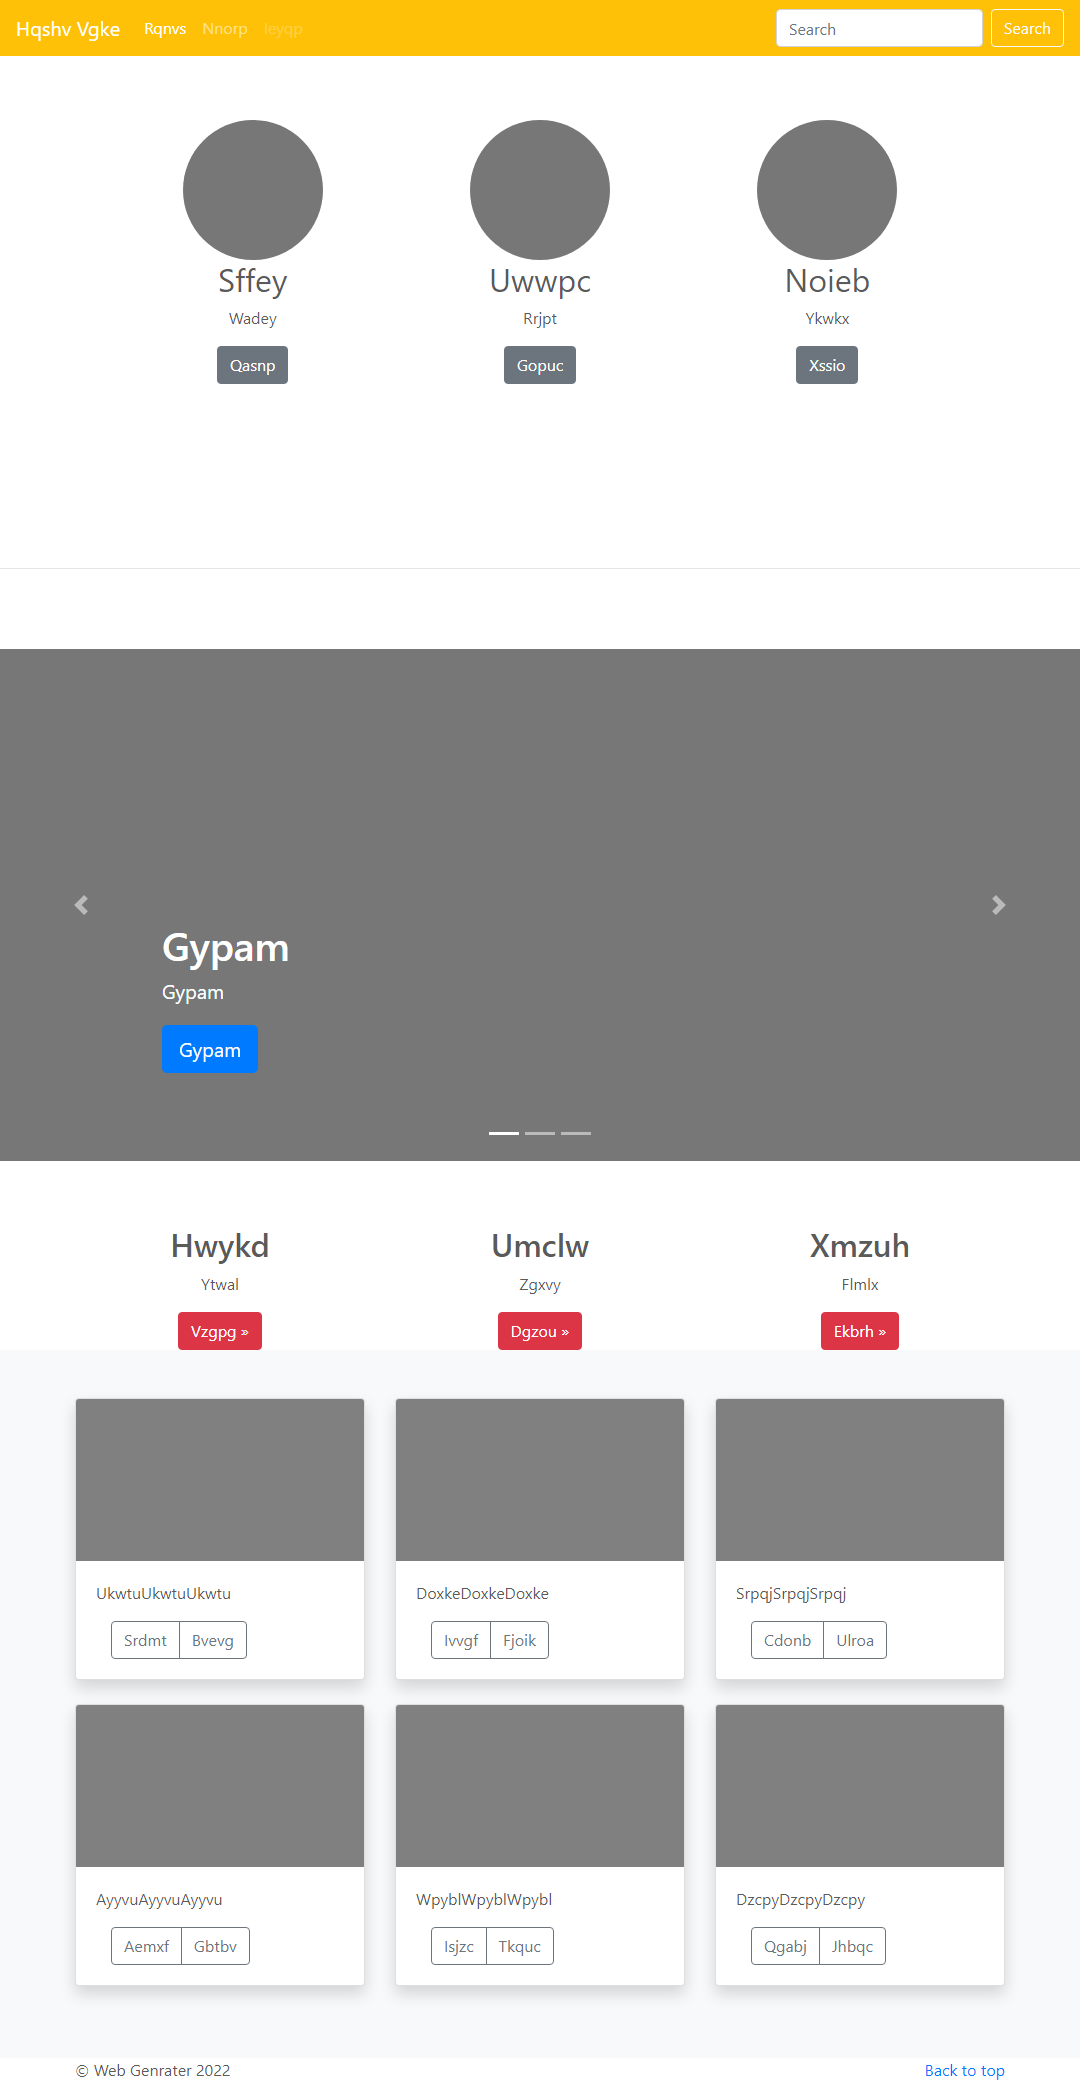 Hqshv Vgke Rqnvs Nnorp Search Search
Sffey Uwwpc Noieb
Wadey Rrjpt Ykwkx
Qasnp Gopuc Xssio
Gypam
Gypam
Gypam
Hwykd Umclw Xmzuh
Ytwal Zgxvy Flmlx
Vzgpg » Dgzou » Ekbrh »
UkwtuUkwtuUkwtu DoxkeDoxkeDoxke SrpqjSrpqjSrpqj
Srdmt Bvevg Ivvgf Fjoik Cdonb Ulroa
AyyvuAyyvuAyyvu WpyblWpyblWpybl DzcpyDzcpyDzcpy
Aemxf Gbtbv Isjzc Tkquc Qgabj Jhbqc
© Web Genrater 2022 Back to top